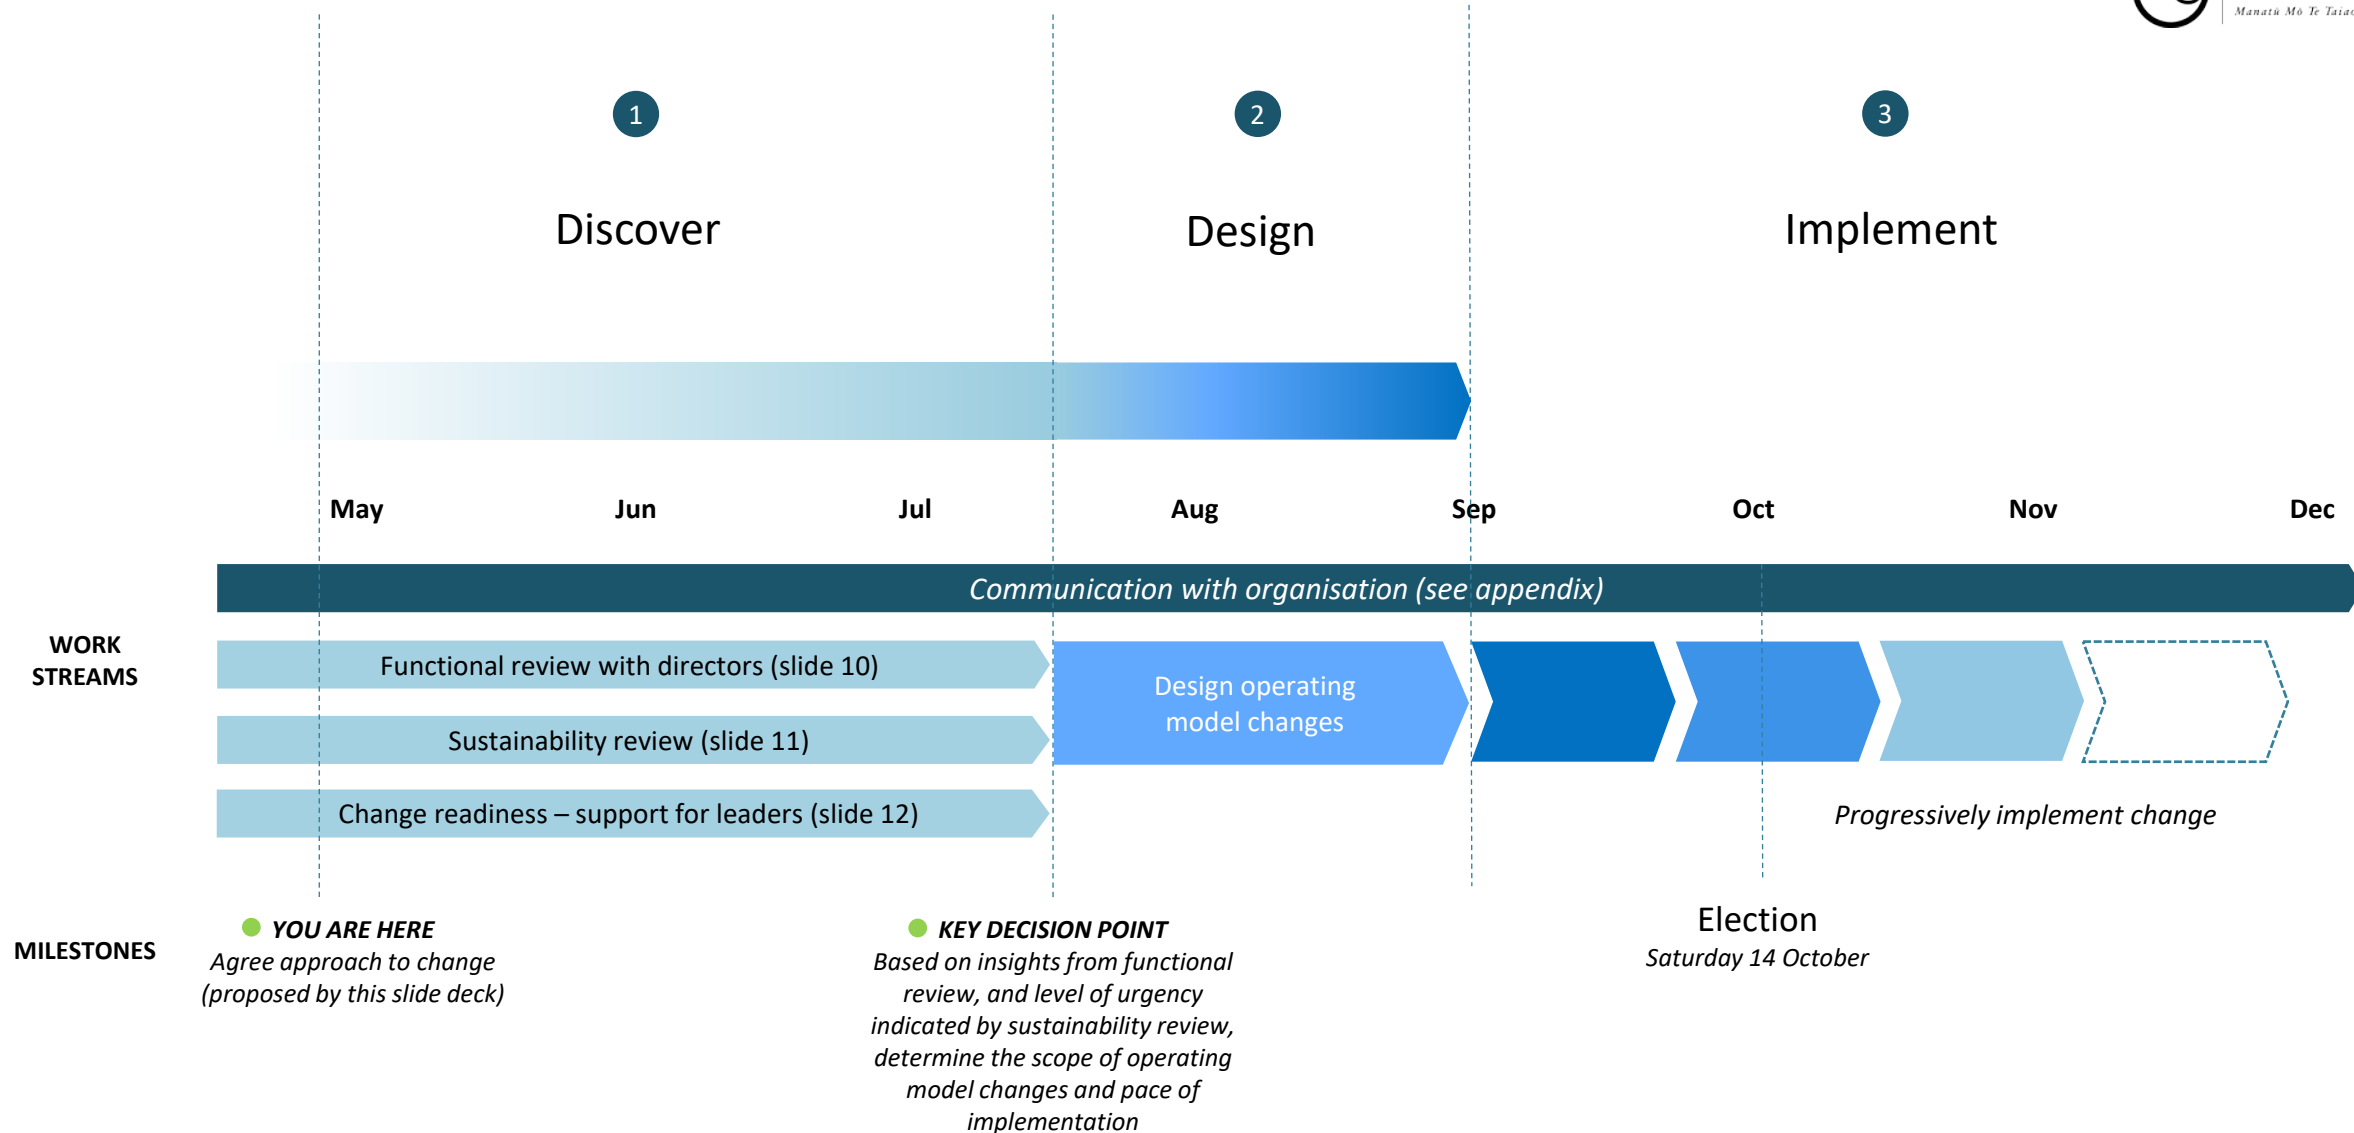 Manatū Mō Te Taiao
1
2
3
Discover
Design
Implement
May
Jun
Jul
Aug
Sep
Oct
Nov
Dec
Communication with organisation (see appendix)
WORK
STREAMS
Functional review with directors (slide 10)
Sustainability review (slide 11)
Change readiness – support for leaders (slide 12)
Design operating
model changes
Progressively implement change
MILESTONES
YOU ARE HERE
Agree approach to change
(proposed by this slide deck)
KEY DECISION POINT
Based on insights from functional
review, and level of urgency
indicated by sustainability review,
determine the scope of operating
model changes and pace of
implementation
Election
Saturday 14 October